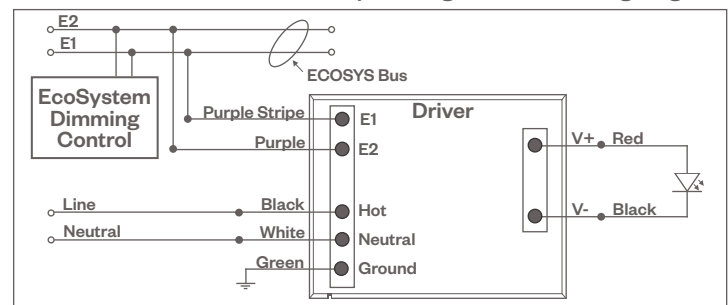 E2
E1
ECOSYS Bus
EcoSystem
Dimming
Control
Driver
Purple Stripe
E1
Purple
E2
V+
Red
Line
Black
Hot
V-
Black
Neutral
White
Neutral
Green
Ground